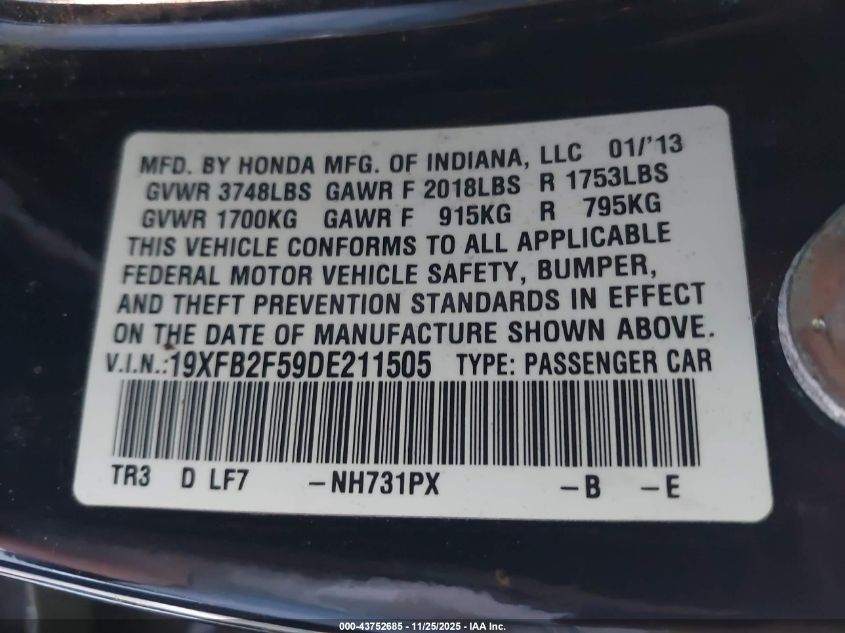 MFD. BY HONDA MFG. OF INDIANA, LLC 01/'13
GVWR 3748LBS GAWR F 2018LBS R 1753LBS
GVWR 1700KG GAWR F 915KG R 795KG
THIS VEHICLE CONFORMS TO ALL APPLICABLE
FEDERAL MOTOR VEHICLE SAFETY, BUMPER,
AND THEFT PREVENTION STANDARDS IN EFFECT
ON THE DATE OF MANUFACTURE SHOWN ABOVE.
V.I.N.:19XFB2F59DE211505 TYPE: PASSENGER CAR
TR3 D LF7 -NH731PX -B -E
000-43752685 - 11/25/2025 - IAA Inc.